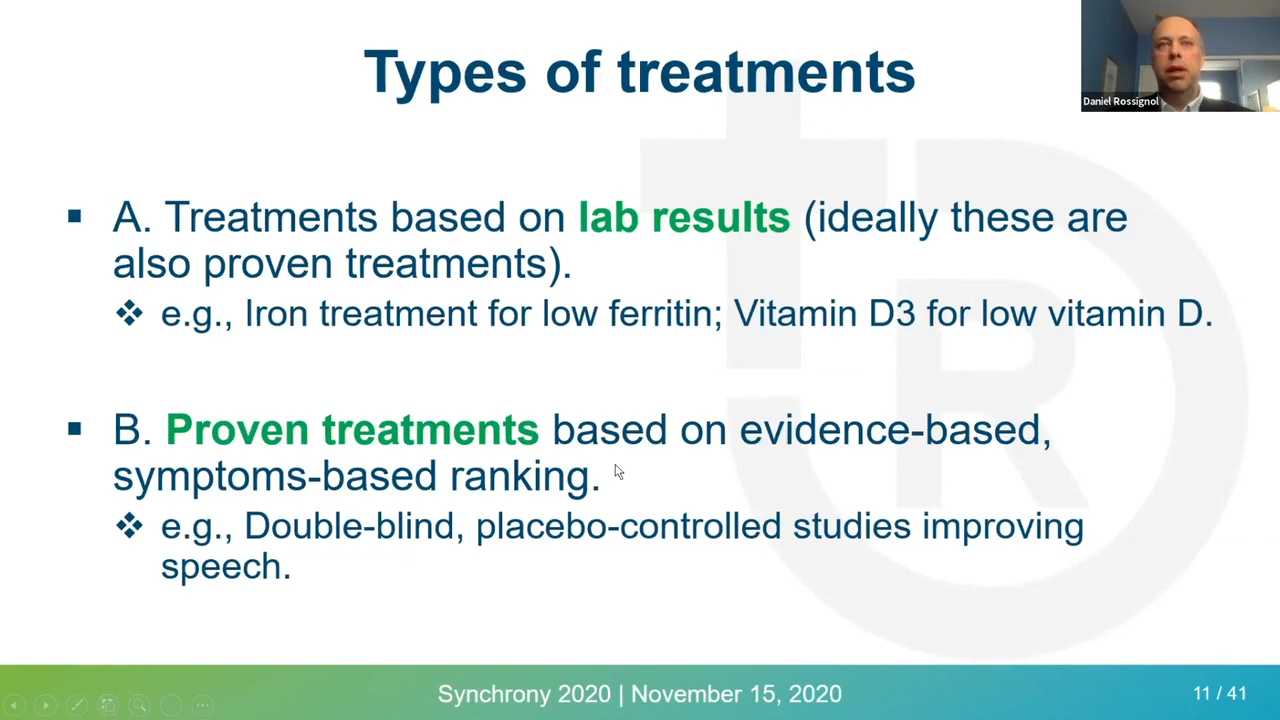 Types of treatments
Daniel Rossignol
▪ A. Treatments based on lab results (ideally these are
also proven treatments).
❖ e.g., Iron treatment for low ferritin; Vitamin D3 for low vitamin D.
▪ B. Proven treatments based on evidence-based,
symptoms-based ranking.
❖ e.g., Double-blind, placebo-controlled studies improving
speech.
Synchrony 2020 | November 15, 2020
11 / 41